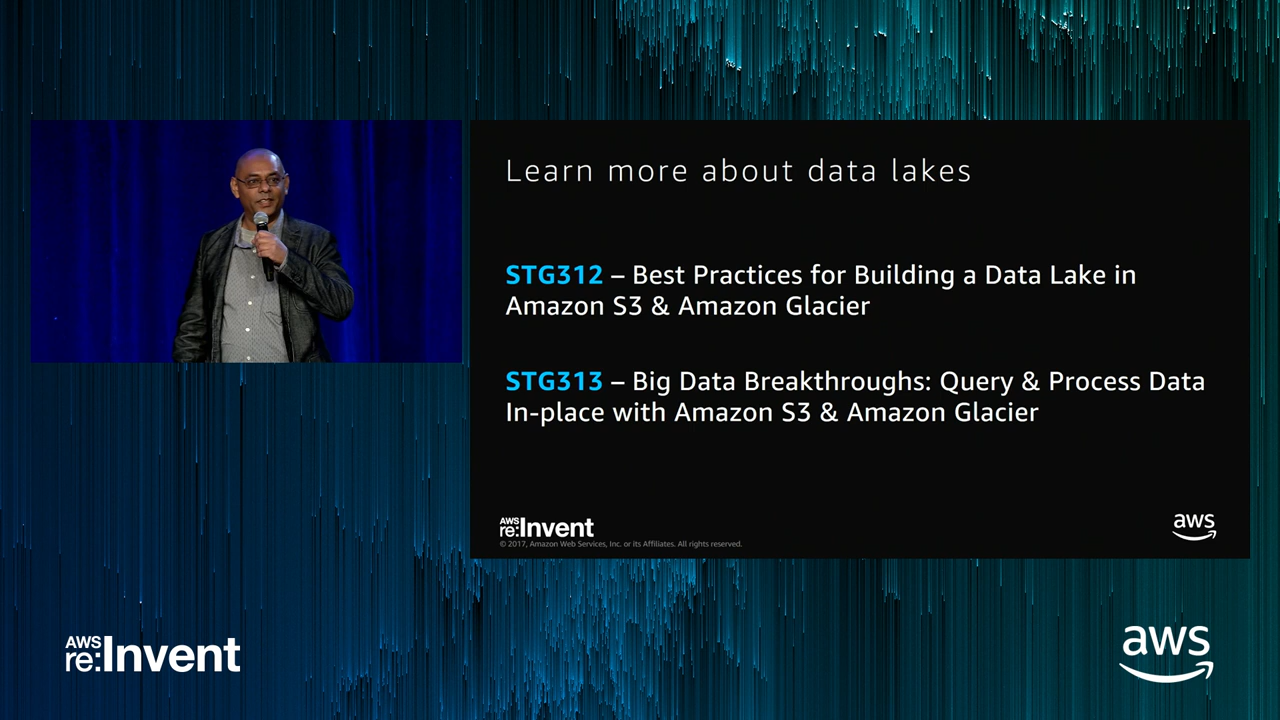 Learn more about data lakes
STG312 – Best Practices for Building a Data Lake in
Amazon S3 & Amazon Glacier
STG313 – Big Data Breakthroughs: Query & Process Data
In-place with Amazon S3 & Amazon Glacier
AWS
re:Invent
© 2017, Amazon Web Services, Inc. or its Affiliates. All rights reserved.
aws
AWS
re:Invent
aws